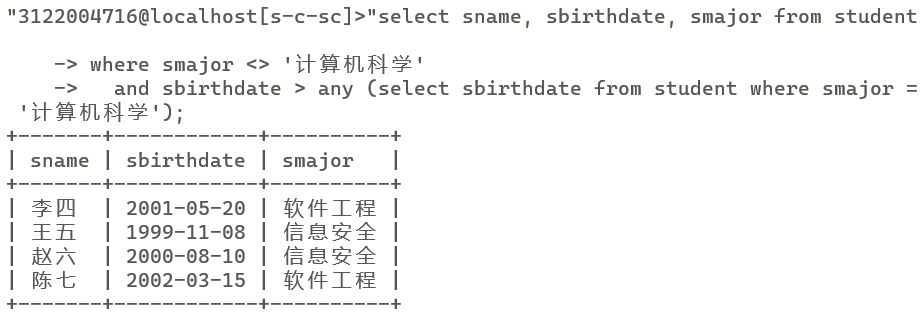 "3122004716@localhost[s-c-sc]>"select sname, sbirthdate, smajor from student
    -> where smajor <> '计算机科学'
    ->   and sbirthdate > any (select sbirthdate from student where smajor =
 '计算机科学');
+-------+------------+----------+
| sname | sbirthdate | smajor   |
+-------+------------+----------+
| 李四  | 2001-05-20 | 软件工程 |
| 王五  | 1999-11-08 | 信息安全 |
| 赵六  | 2000-08-10 | 信息安全 |
| 陈七  | 2002-03-15 | 软件工程 |
+-------+------------+----------+